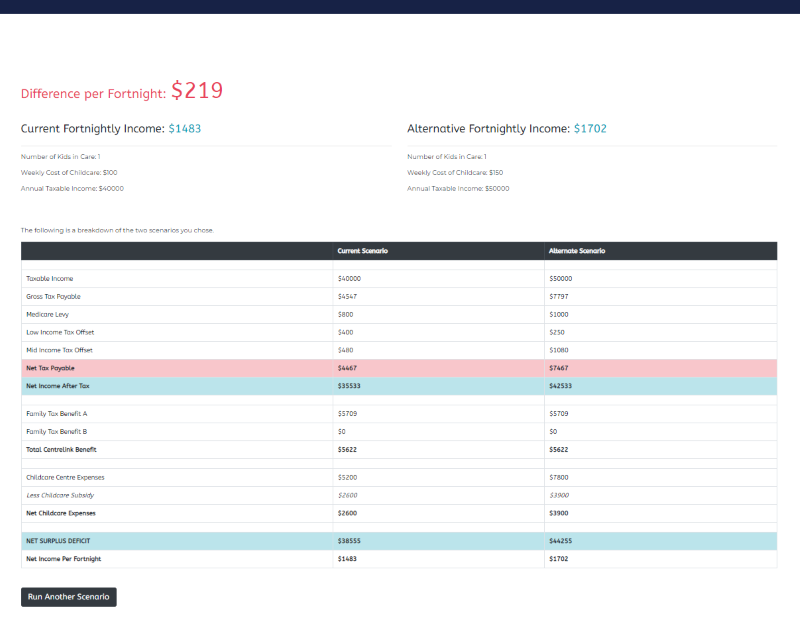 Difference per Fortnight: $219
Current Fortnightly Income: $1483
Number of Kids in Care: 1
Weekly Cost of Childcare: $100
Annual Taxable Income: $40000
Alternative Fortnightly Income: $1702
Number of Kids in Care: 1
Weekly Cost of Childcare: $150
Annual Taxable Income: $50000
The following is a breakdown of the two scenarios you chose.
Current Scenario Alternate Scenario
Taxable Income $40000 $50000
Gross Tax Payable $4547 $7797
Medicare Levy $800 $1000
Low Income Tax Offset $400 $250
Mid Income Tax Offset $480 $1080
Net Tax Payable $4467 $7467
Net Income After Tax $35533 $42533
Family Tax Benefit A $5709 $5709
Family Tax Benefit B $0 $0
Total Centrelink Benefit $5622 $5622
Childcare Centre Expenses $5200 $7800
Less Childcare Subsidy $2600 $3900
Net Childcare Expenses $2600 $3900
NET SURPLUS DEFICIT $38555 $44255
Net Income Per Fortnight $1483 $1702
Run Another Scenario